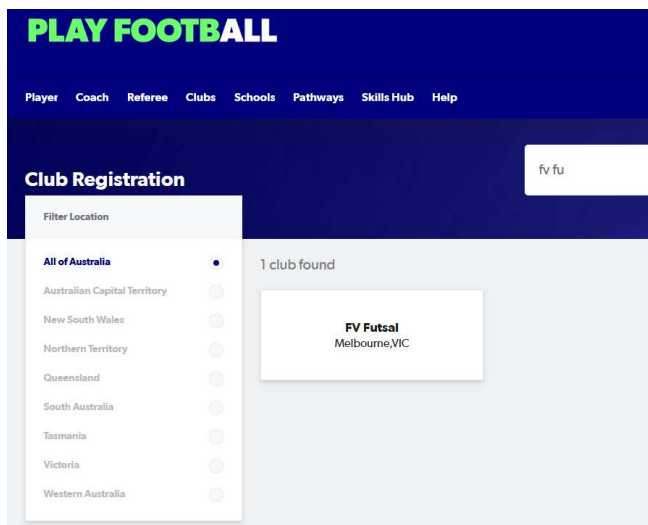 PLAY FOOTBALL
Player Coach Referee Clubs Schools Pathways Skills Hub Help
fv fu
Club Registration
Filter Location
All of Australia
Australian Capital Territory
New South Wales
Northern Territory
Queensland
South Australia
Tasmania
Victoria
Western Australia
1 club found
FV Futsal
Melbourne,VIC